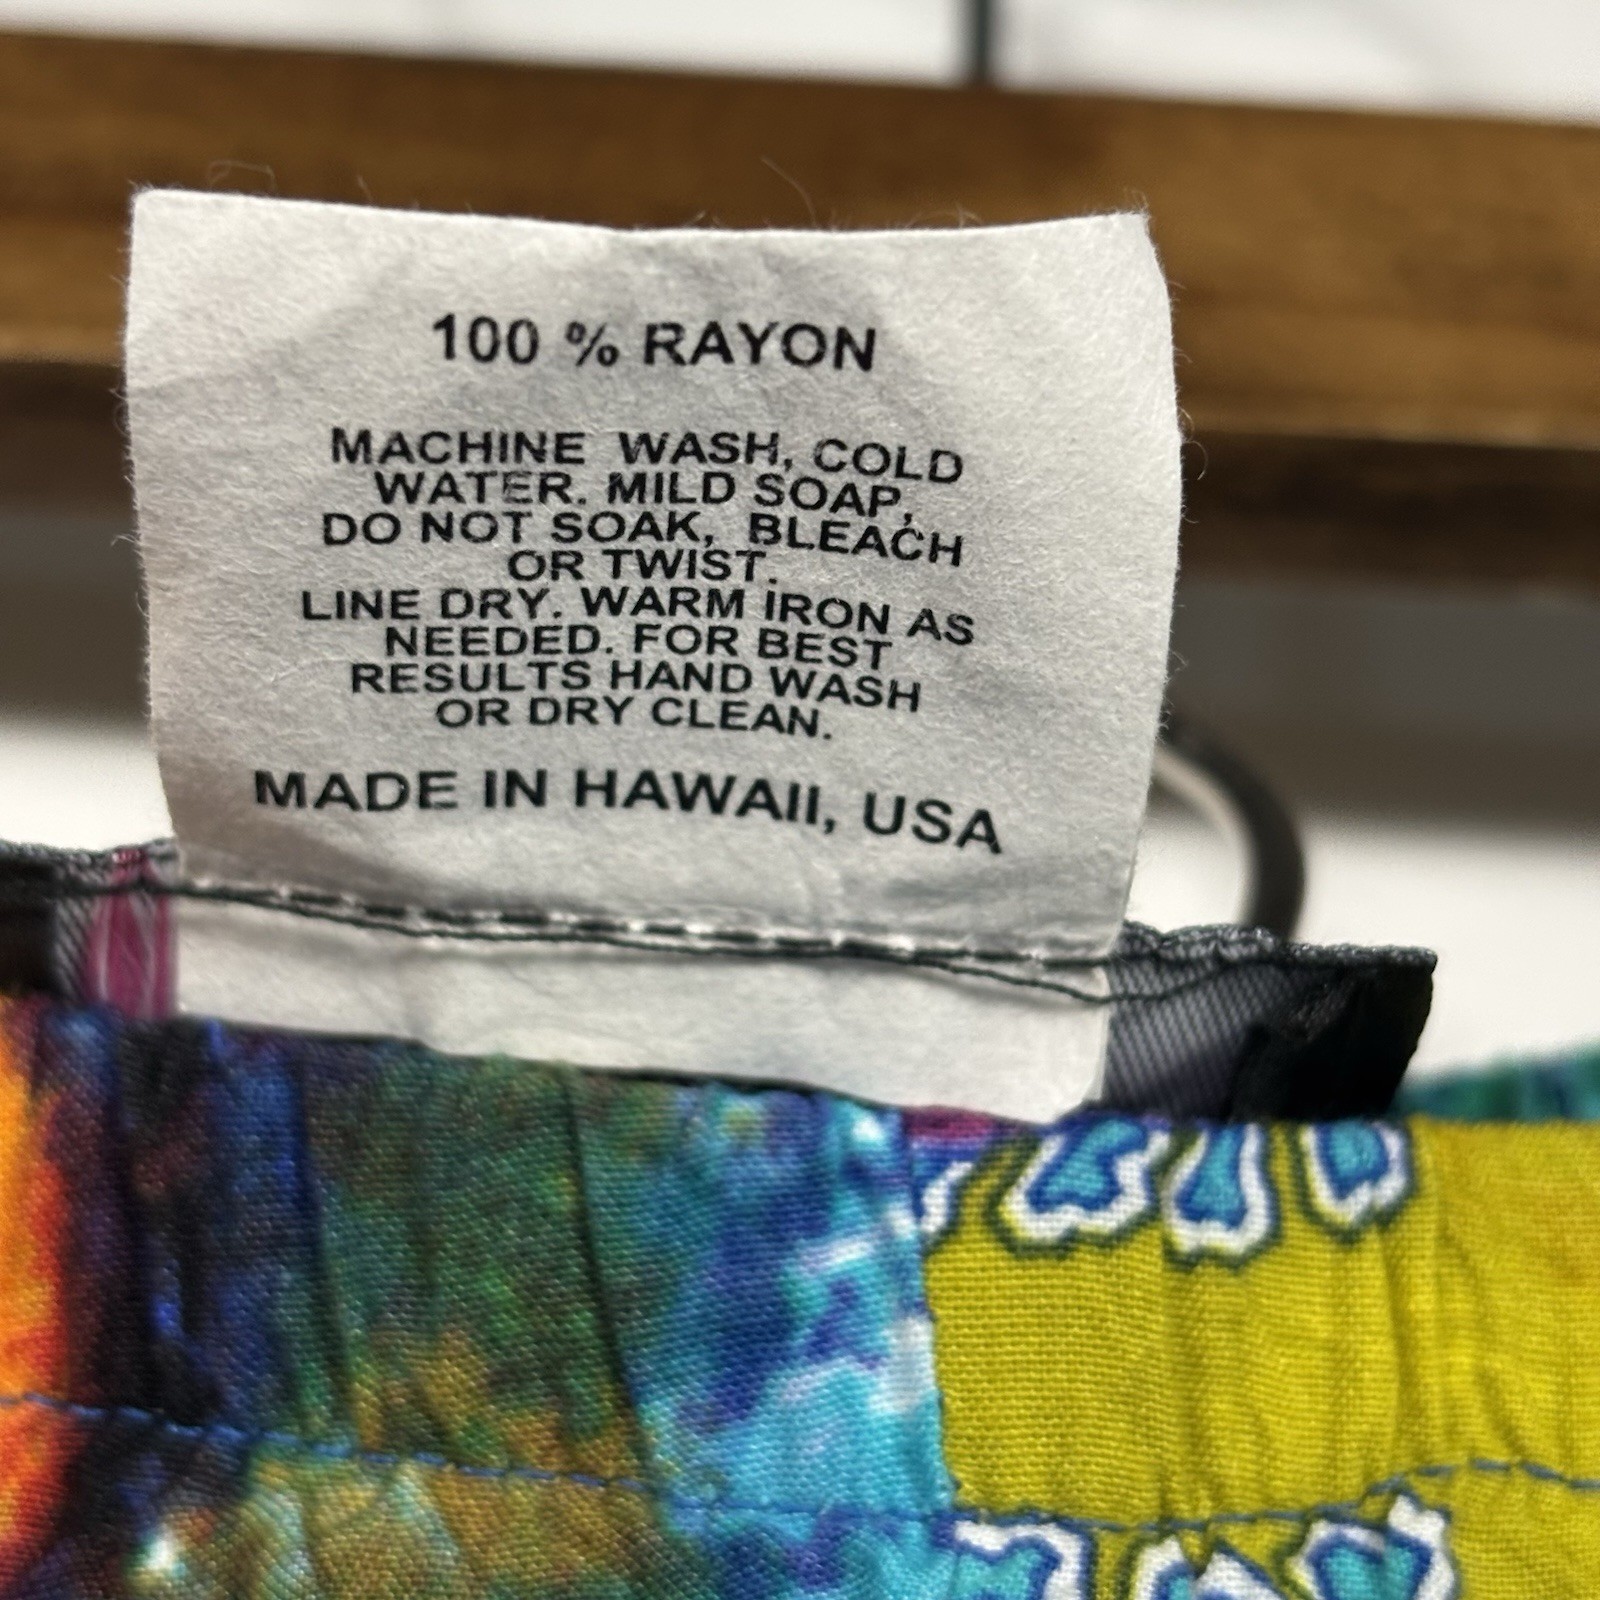 100 % RAYON
MACHINE WASH, COLD
WATER. MILD SOAP,
DO NOT SOAK, BLEACH
OR TWIST.
LINE DRY. WARM IRON AS
NEEDED. FOR BEST
RESULTS HAND WASH
OR DRY CLEAN.
MADE IN HAWAII, USA